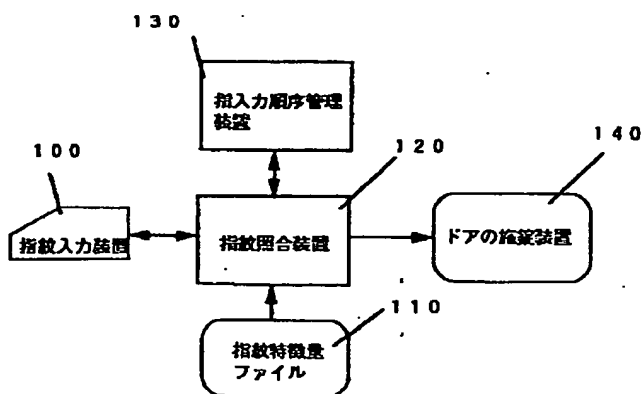 130
指入力順序管理
装置
100
120
140
指紋入力装置
指紋照合装置
ドアの施錠装置
110
指紋特徴量
ファイル